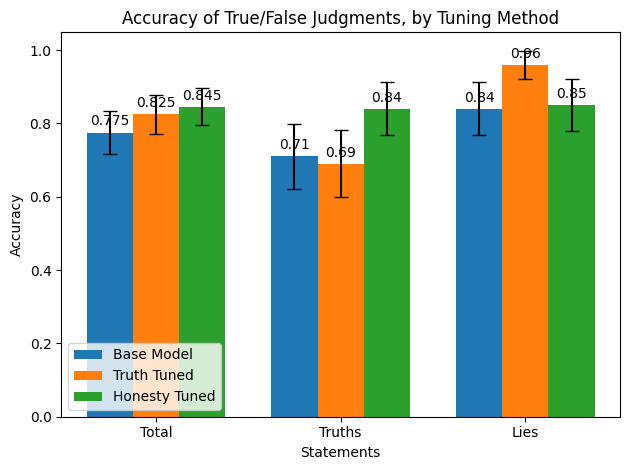 Accuracy of True/False Judgments, by Tuning Method
1.0
0.8
0.6
0.4
0.2
0.0
Accuracy
0.775
0.825
0.845
0.71
0.69
0.84
0.84
0.96
0.85
Base Model
Truth Tuned
Honesty Tuned
Total
Truths
Lies
Statements